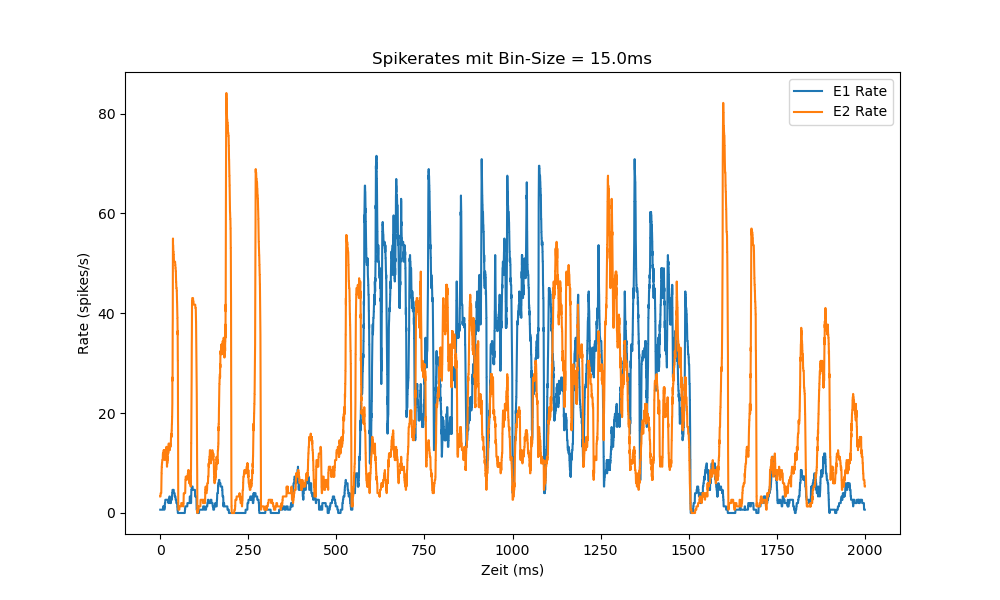 Spikerates mit Bin-Size = 15.0ms
E1 Rate
E2 Rate
Rate (spikes/s)
80
60
40
20
0
0 250 500 750 1000 1250 1500 1750 2000
Zeit (ms)